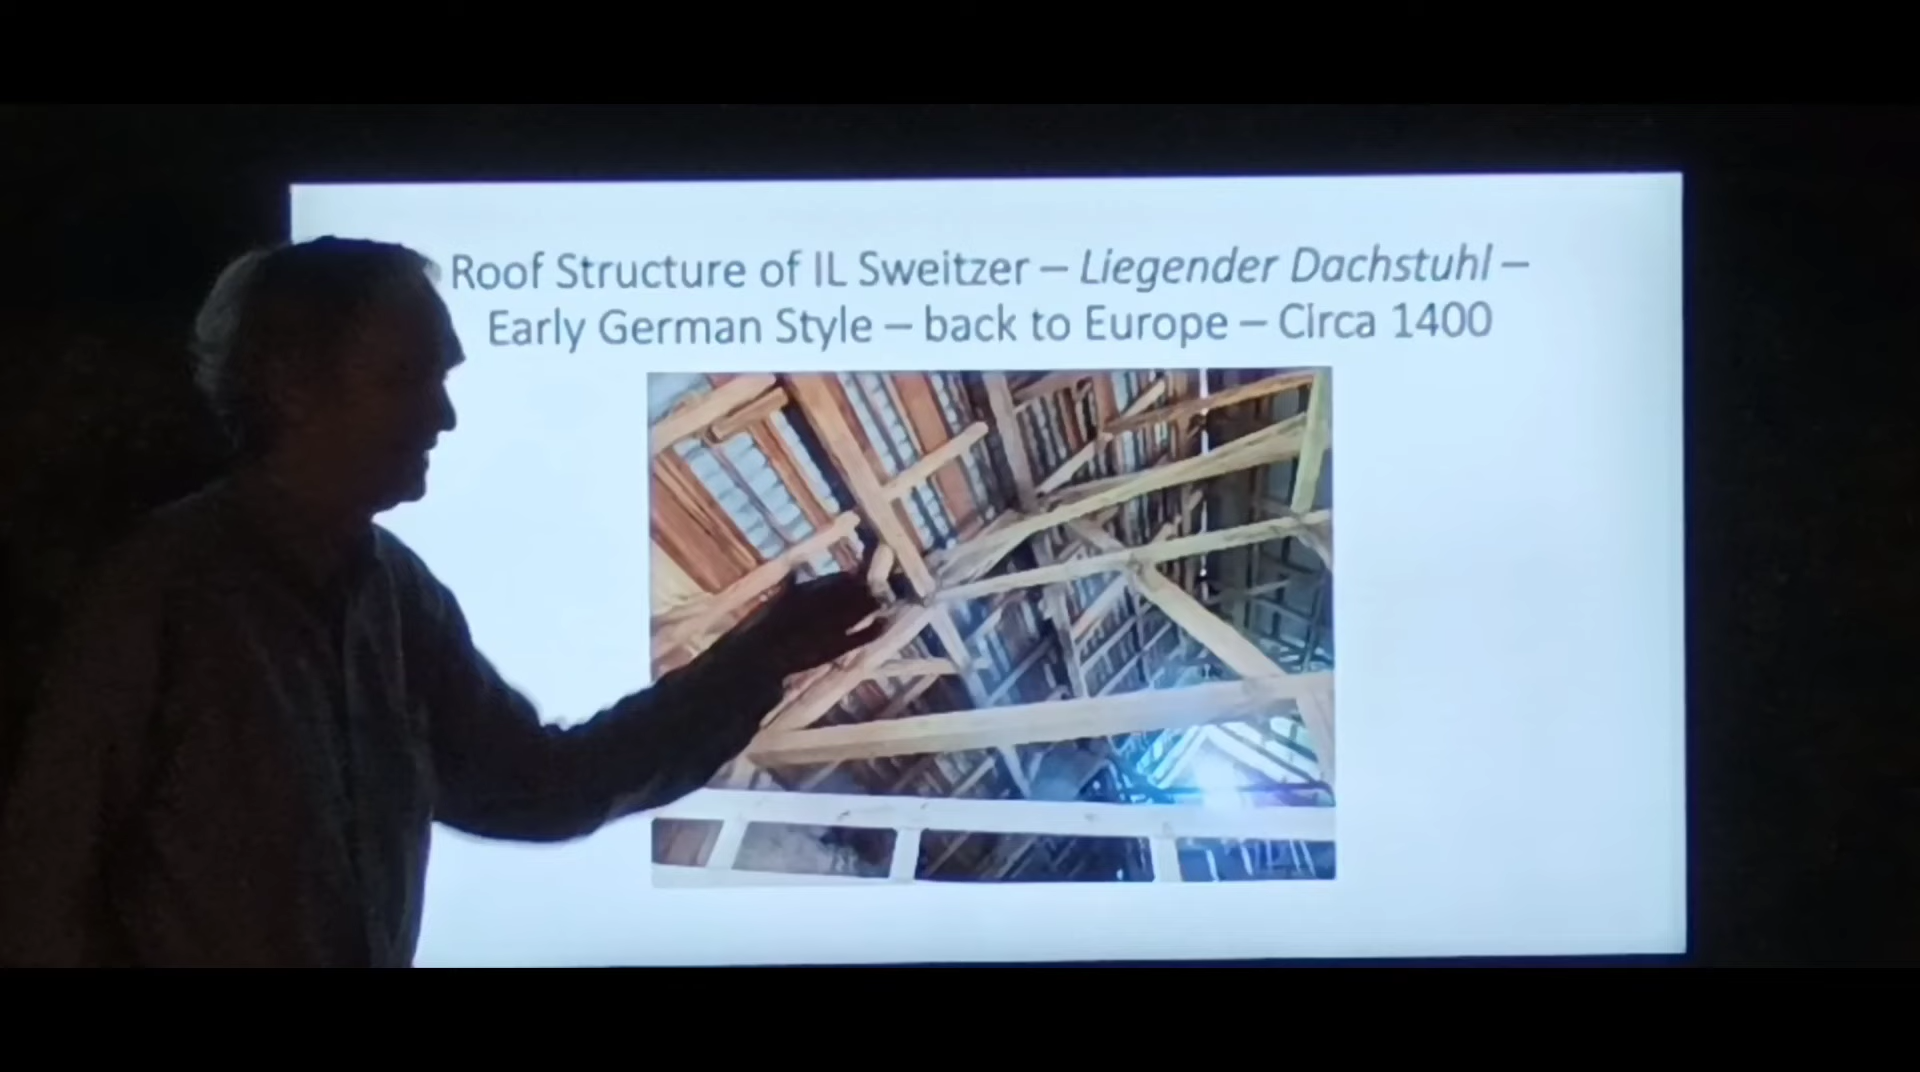 Roof Structure of IL Sweitzer – Liegender Dachstuhl –
Early German Style – back to Europe – Circa 1400